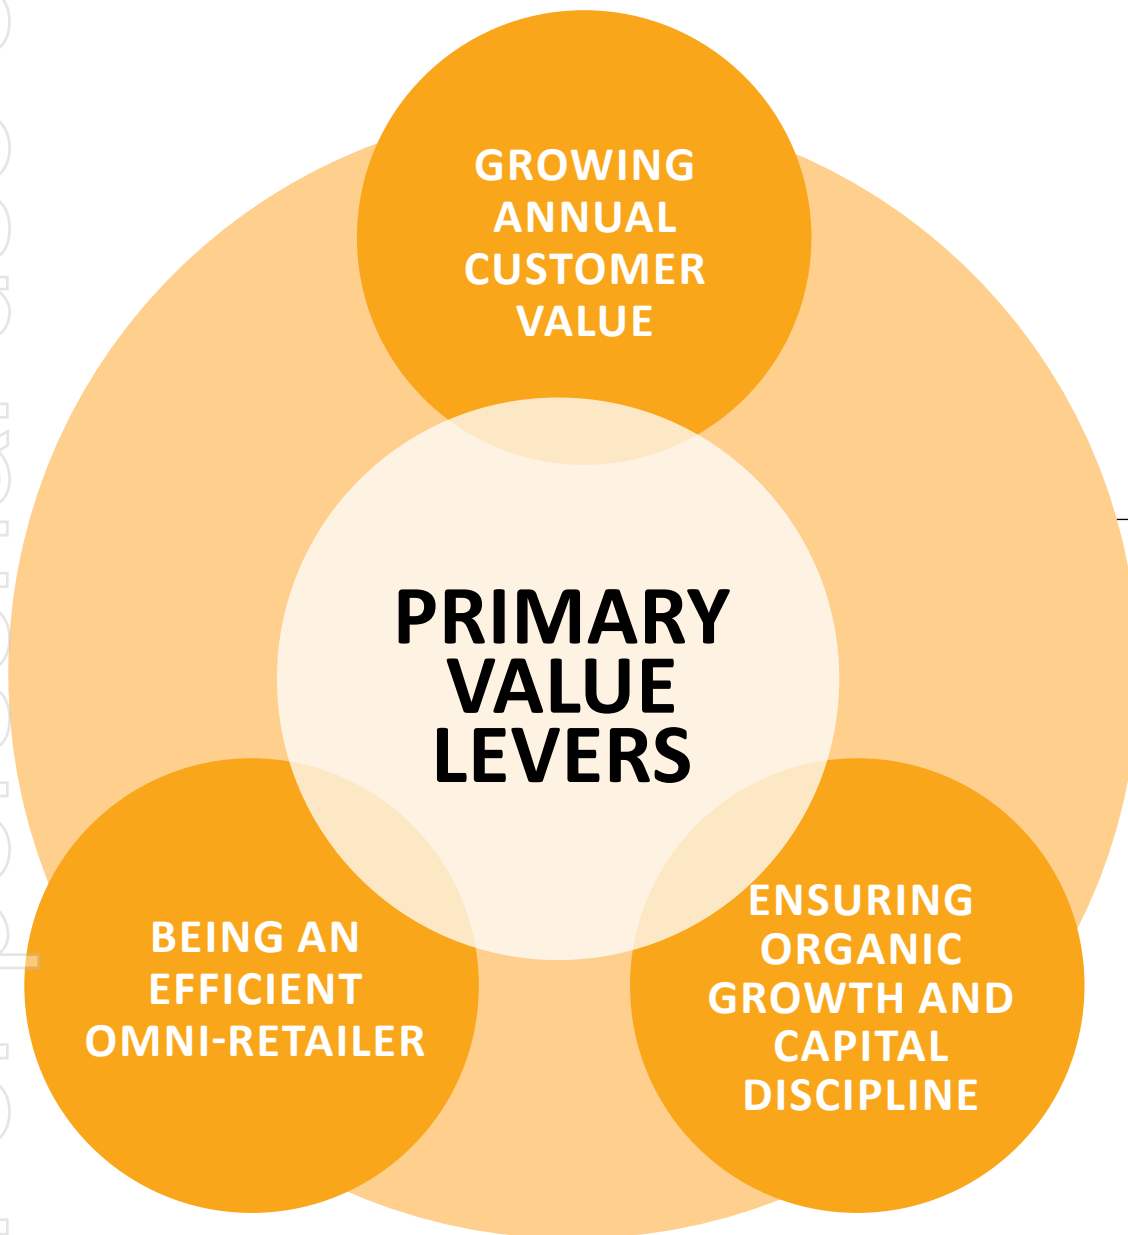 GROWING
ANNUAL
CUSTOMER
VALUE
PRIMARY
VALUE
LEVERS
BEING AN
EFFICIENT
OMNI-RETAILER
ENSURING
ORGANIC
GROWTH AND
CAPITAL
DISCIPLINE